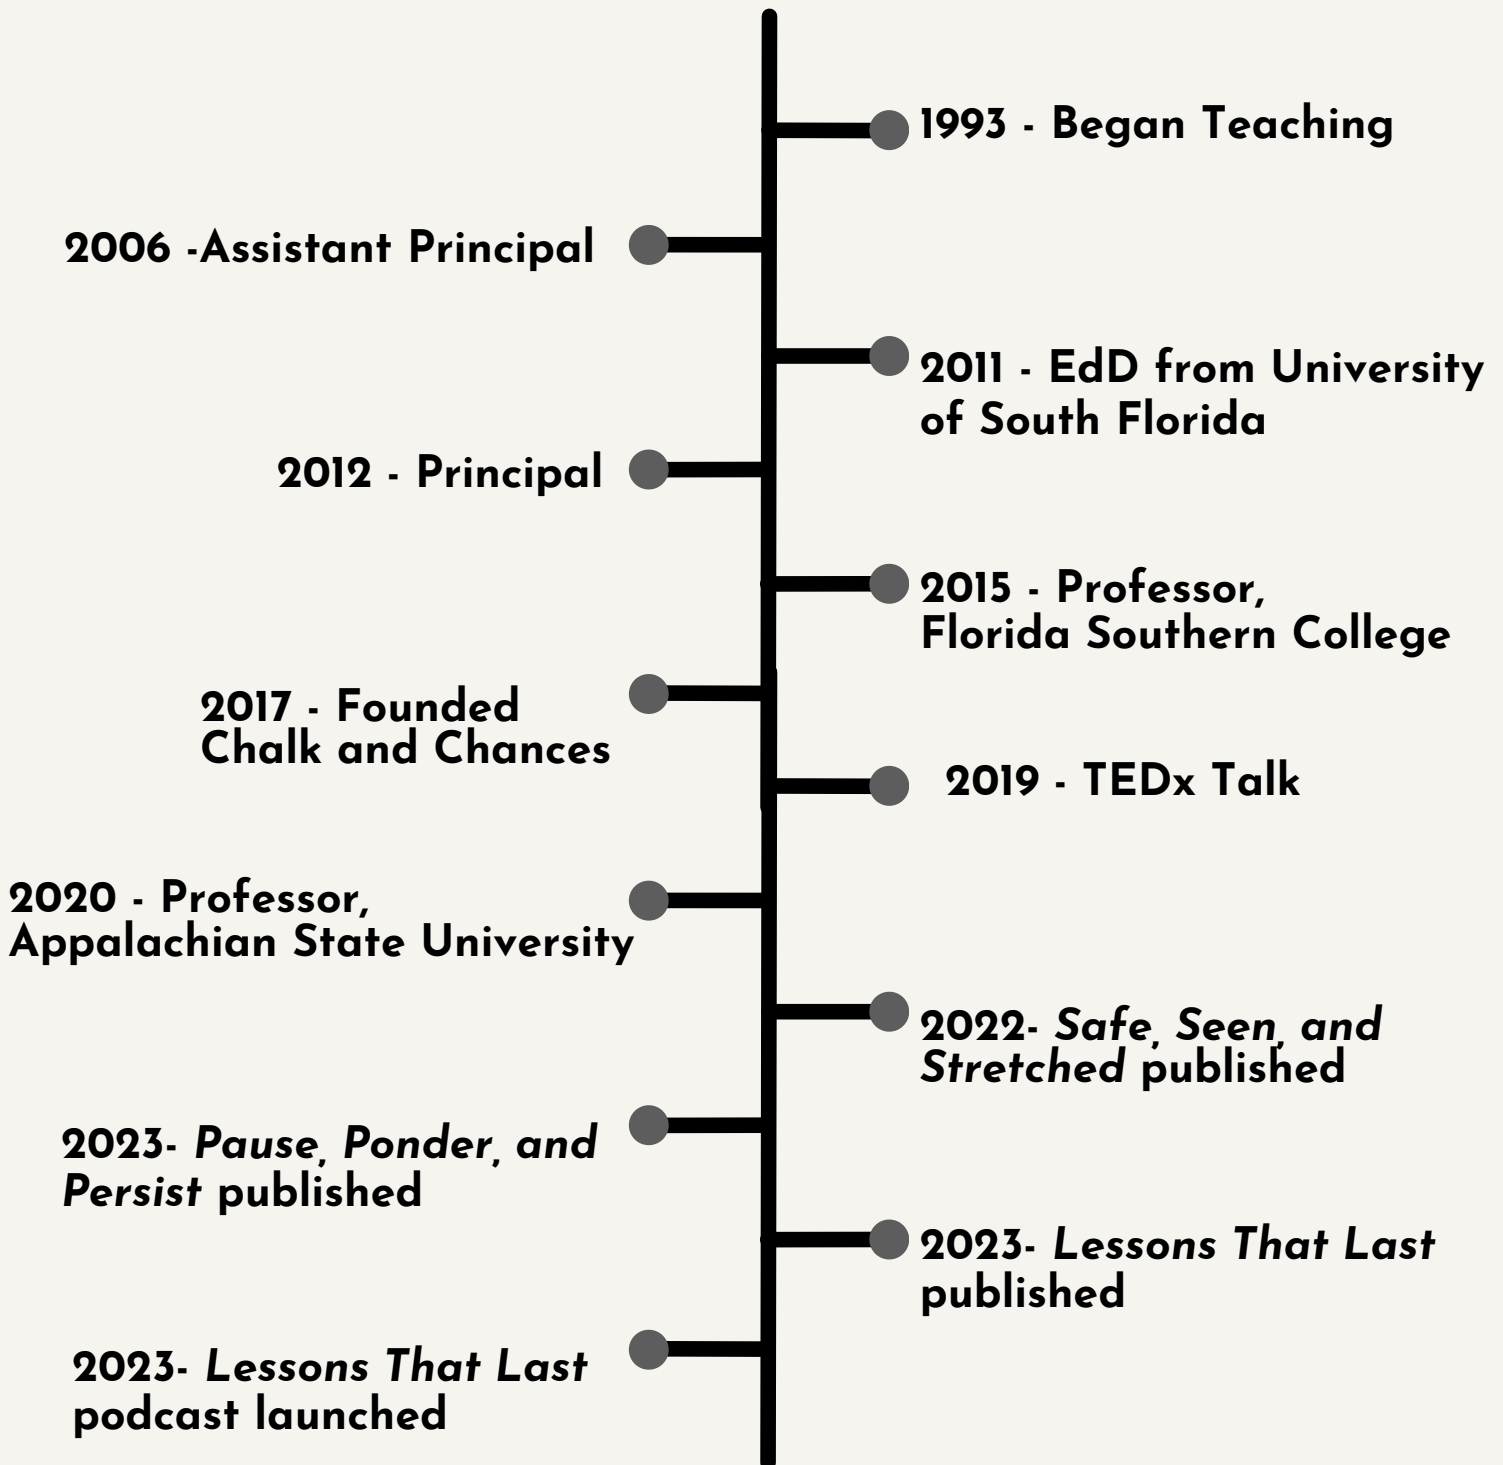 1993 - Began Teaching
2006 -Assistant Principal
2011 - EdD from University
of South Florida
2012 - Principal
2015 - Professor,
Florida Southern College
2017 - Founded
Chalk and Chances
2019 - TEDx Talk
2020 - Professor,
Appalachian State University
2022- Safe, Seen, and
Stretched published
2023- Pause, Ponder, and
Persist published
2023- Lessons That Last
published
2023- Lessons That Last
podcast launched